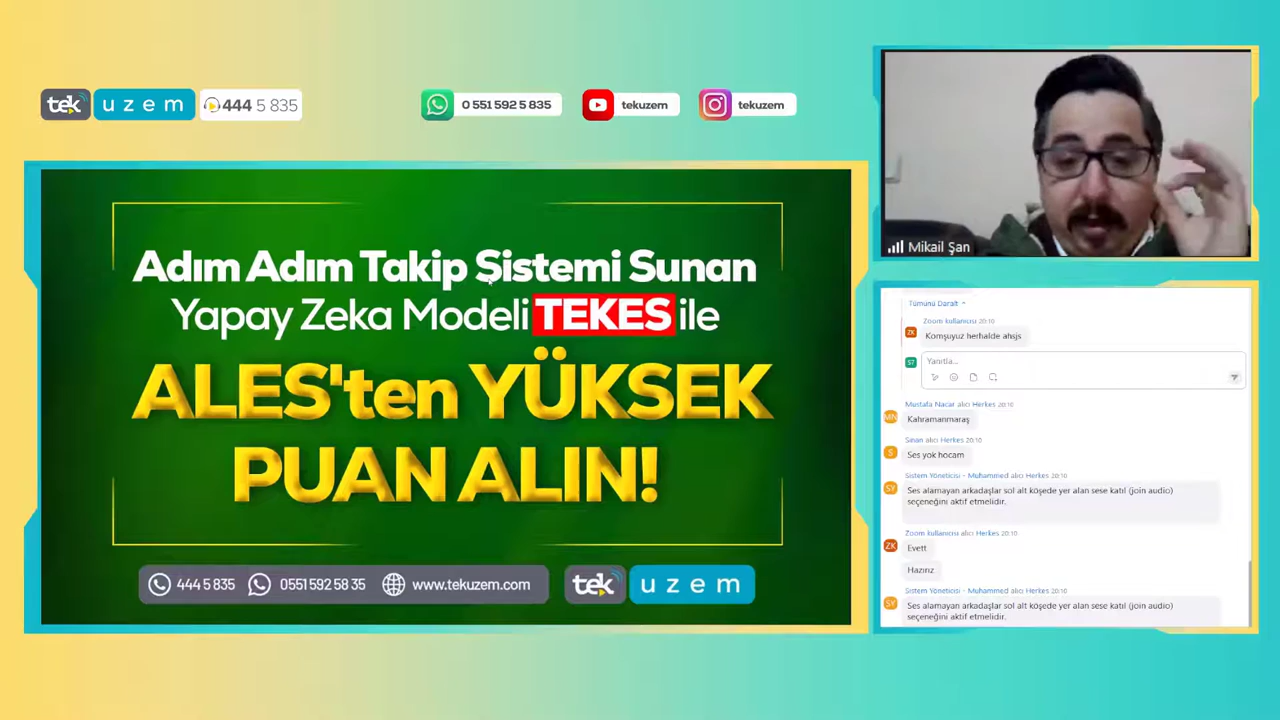 tek uzem 444 5 835
0 551 592 5 835
tekuzem
tekuzem
Adım Adım Takip Sistemi Sunan
Yapay Zeka Modeli TEKES ile
ALES'ten YÜKSEK
PUAN ALIN!
444 5 835 0551 592 58 35 www.tekuzem.com tek uzem
Mikail Şan
Tümünü Daralt
Zoom kullanıcısı 20:10
ZK
Komşuyuz herhalde ahsjs
Yanıtla...
Mustafa Nacar alıcı Herkes 20:10
MN
Kahramanmaraş
Sinan alıcı Herkes 20:10
S
Ses yok hocam
Sistem Yöneticisi - Muhammed alıcı Herkes 20:10
SY
Ses alamayan arkadaşlar sol alt köşede yer alan sese katıl (join audio)
seçeneğini aktif etmelidir.
Zoom kullanıcısı alıcı Herkes 20:10
ZK
Evett
Hazırız
Sistem Yöneticisi - Muhammed alıcı Herkes 20:10
SY
Ses alamayan arkadaşlar sol alt köşede yer alan sese katıl (join audio)
seçeneğini aktif etmelidir.